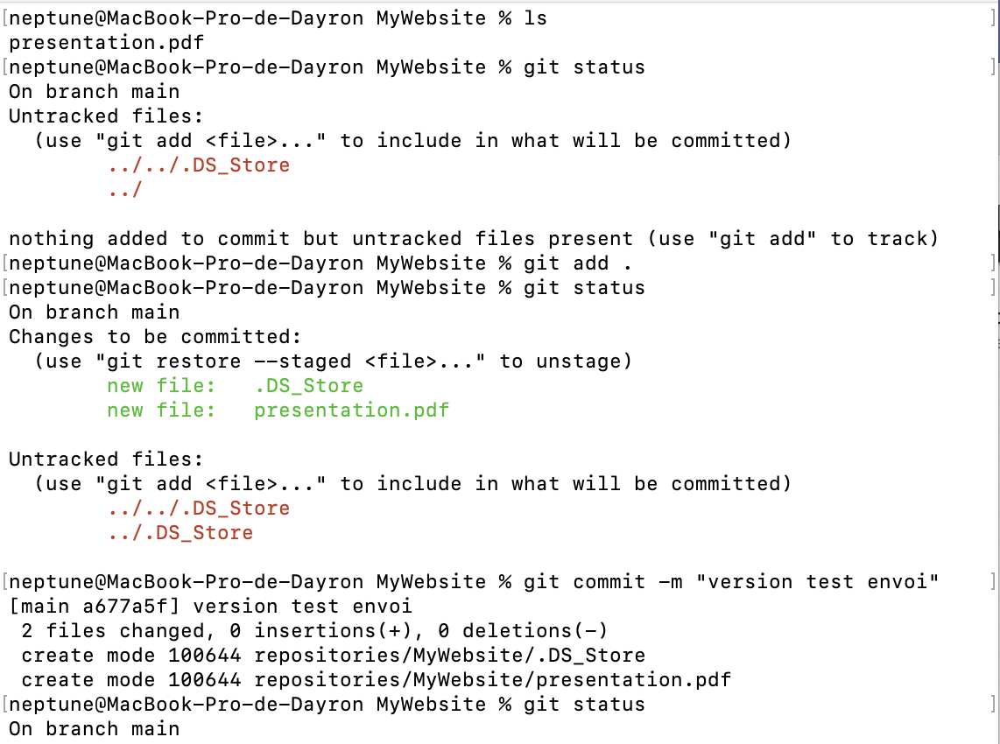 [neptune@MacBook-Pro-de-Dayron MyWebsite % ls ]
presentation.pdf
[neptune@MacBook-Pro-de-Dayron MyWebsite % git status ]
On branch main
Untracked files:
  (use "git add <file>..." to include in what will be committed)
        ../../.DS_Store
        ../

nothing added to commit but untracked files present (use "git add" to track)
[neptune@MacBook-Pro-de-Dayron MyWebsite % git add . ]
[neptune@MacBook-Pro-de-Dayron MyWebsite % git status ]
On branch main
Changes to be committed:
  (use "git restore --staged <file>..." to unstage)
        new file:   .DS_Store
        new file:   presentation.pdf

Untracked files:
  (use "git add <file>..." to include in what will be committed)
        ../../.DS_Store
        ../.DS_Store

[neptune@MacBook-Pro-de-Dayron MyWebsite % git commit -m "version test envoi" ]
[main a677a5f] version test envoi
 2 files changed, 0 insertions(+), 0 deletions(-)
 create mode 100644 repositories/MyWebsite/.DS_Store
 create mode 100644 repositories/MyWebsite/presentation.pdf
[neptune@MacBook-Pro-de-Dayron MyWebsite % git status ]
On branch main